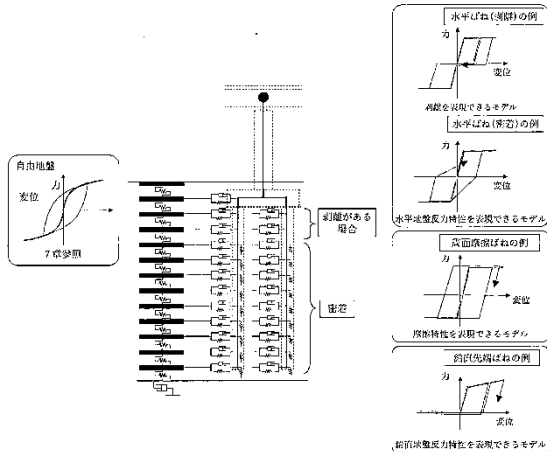 自由地盤
力
変位
7章参照
剥離がある
場合
密着
水平ばね(剥離)の例
力
変位
剥離を表現できるモデル
水平ばね(密着)の例
力
変位
水平地盤反力特性を表現できるモデル
周面摩擦ばねの例
力
変位
摩擦特性を表現できるモデル
鉛直先端ばねの例
力
変位
鉛直地盤反力特性を表現できるモデル